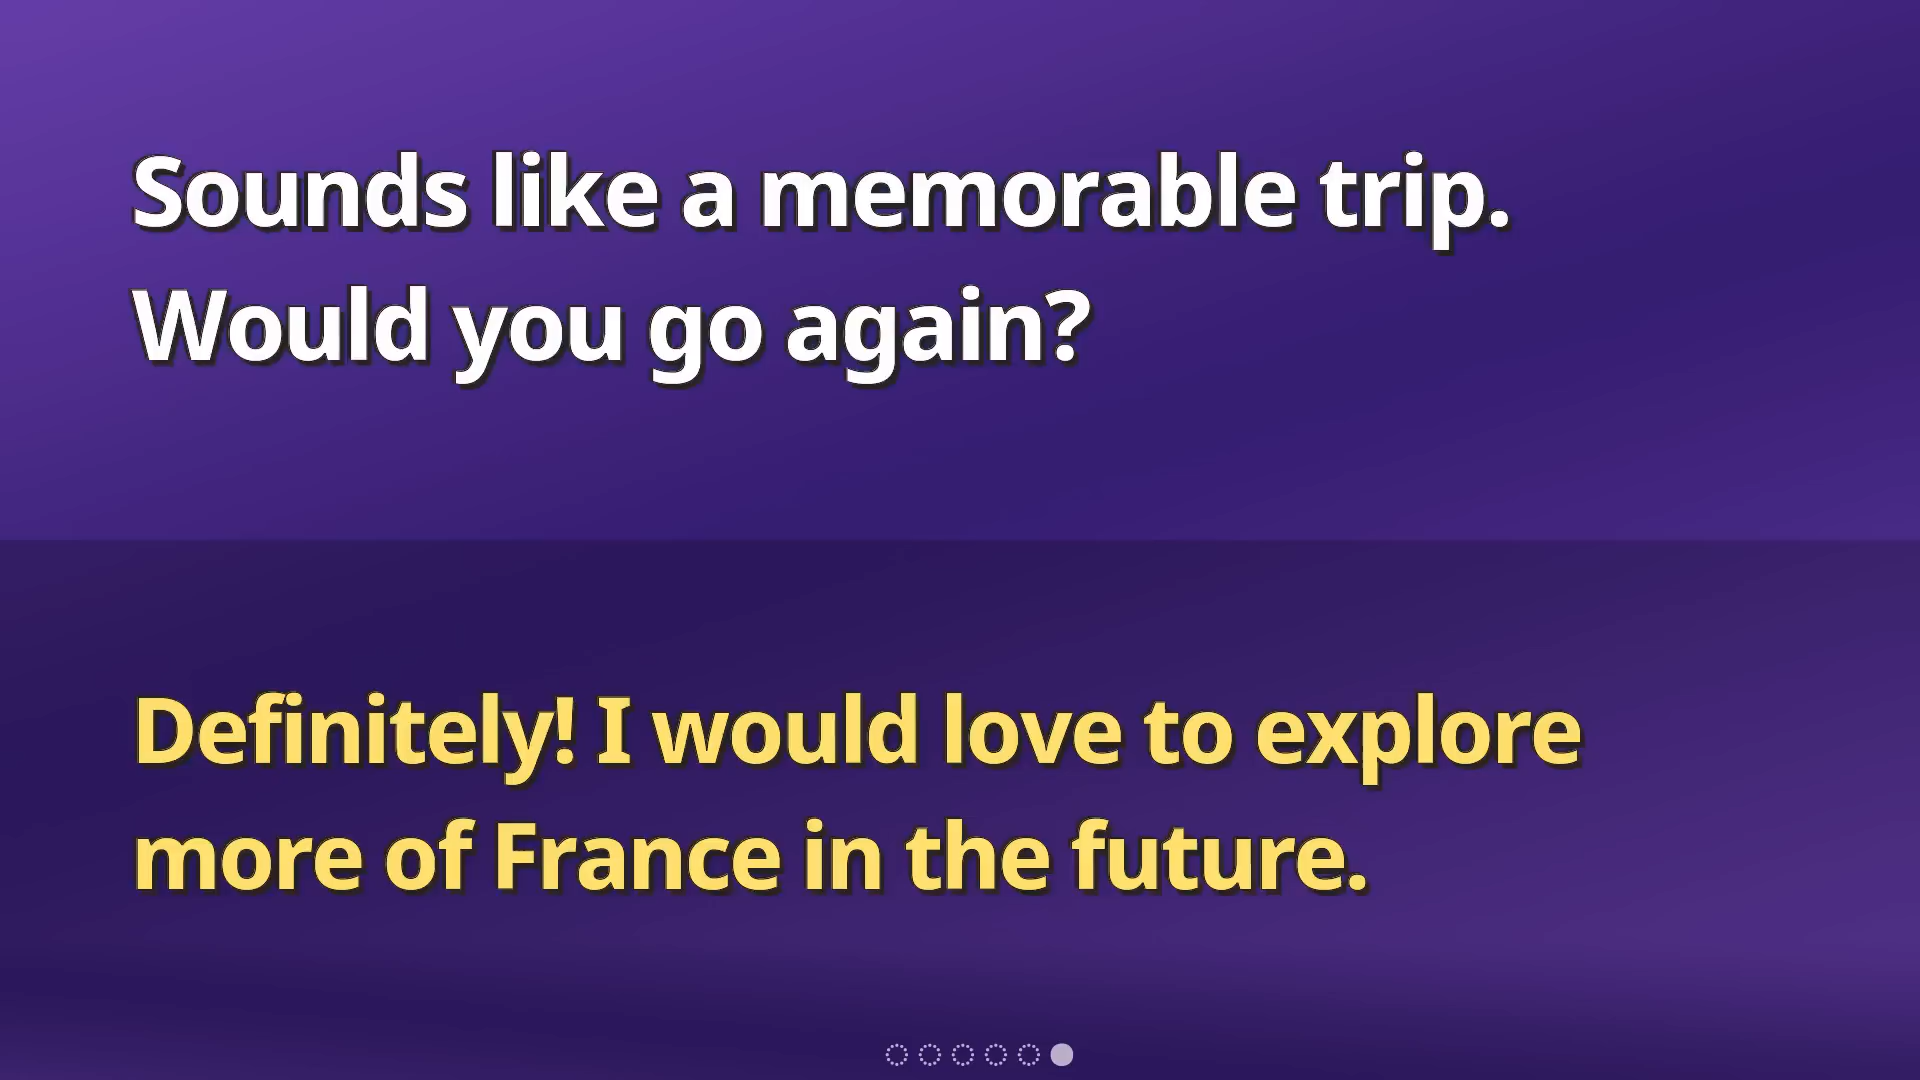 Sounds like a memorable trip.
Would you go again?
Definitely! I would love to explore
more of France in the future.